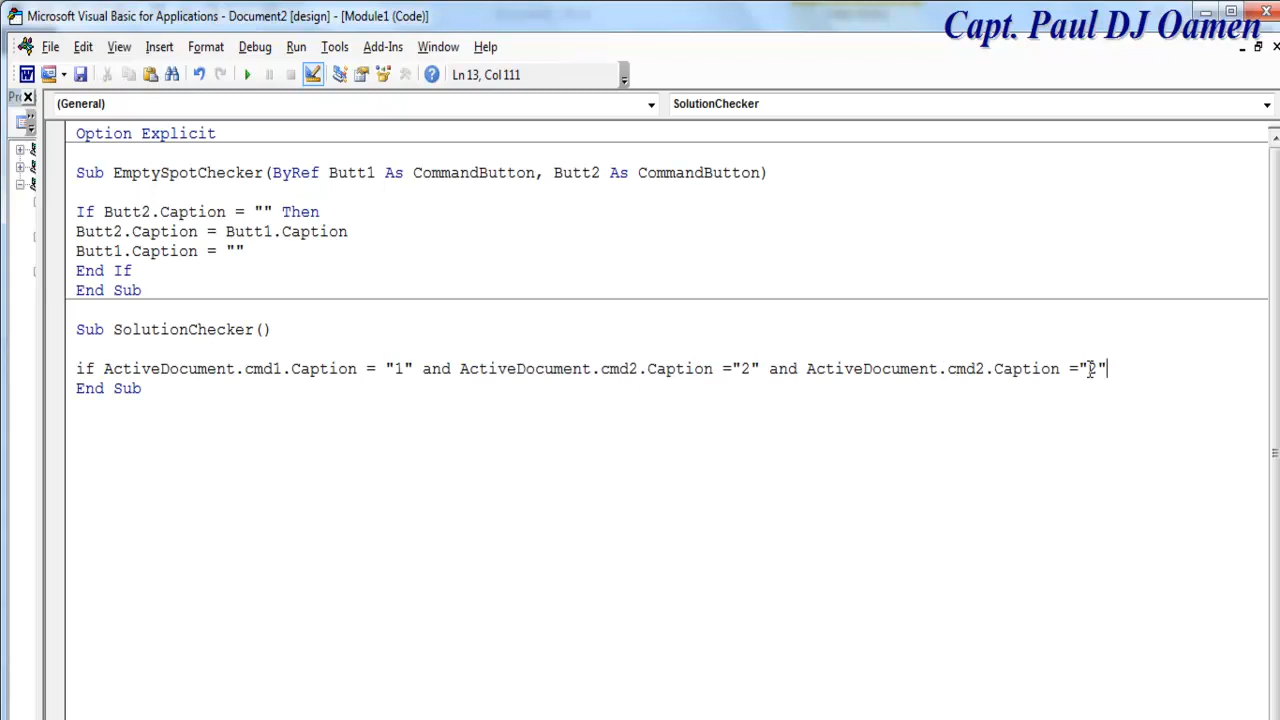 Microsoft Visual Basic for Applications - Document2 [design] - [Module1 (Code)]
Capt. Paul DJ Oamen
File Edit View Insert Format Debug Run Tools Add-Ins Window Help
Ln 13, Col 111
(General) SolutionChecker
Option Explicit
Sub EmptySpotChecker(ByRef Butt1 As CommandButton, Butt2 As CommandButton)
If Butt2.Caption = "" Then
Butt2.Caption = Butt1.Caption
Butt1.Caption = ""
End If
End Sub
Sub SolutionChecker()
if ActiveDocument.cmd1.Caption = "1" and ActiveDocument.cmd2.Caption ="2" and ActiveDocument.cmd2.Caption ="2"
End Sub